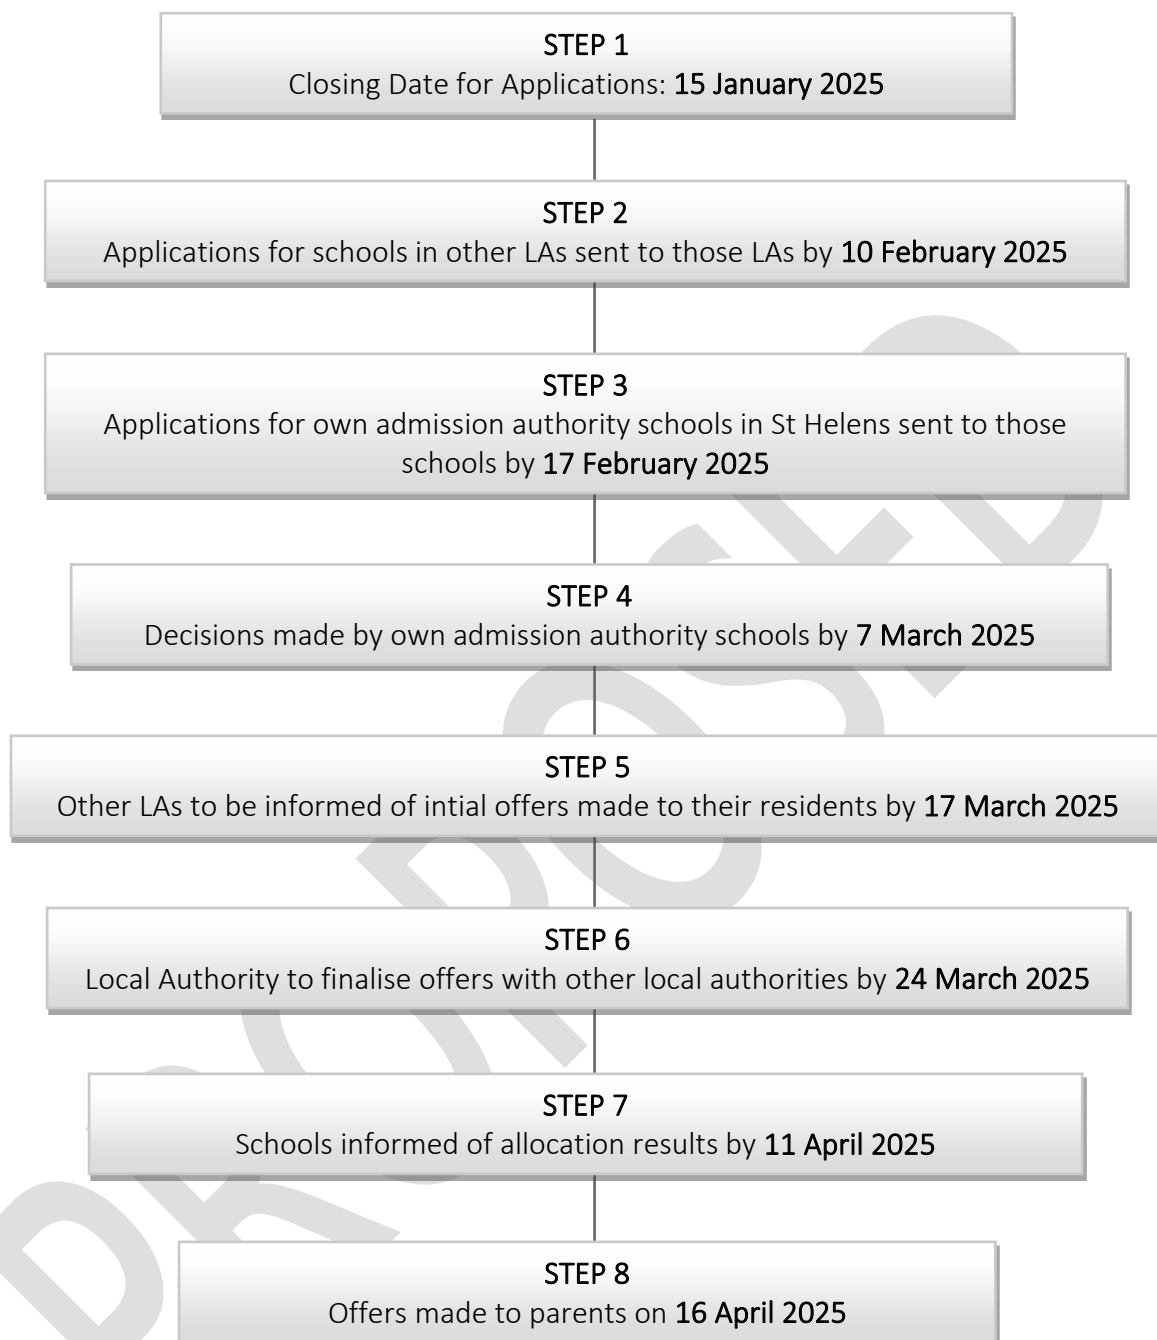 STEP 1
Closing Date for Applications: 15 January 2025
STEP 2
Applications for schools in other LAs sent to those LAs by 10 February 2025
STEP 3
Applications for own admission authority schools in St Helens sent to those
schools by 17 February 2025
STEP 4
Decisions made by own admission authority schools by 7 March 2025
STEP 5
Other LAs to be informed of intial offers made to their residents by 17 March 2025
STEP 6
Local Authority to finalise offers with other local authorities by 24 March 2025
STEP 7
Schools informed of allocation results by 11 April 2025
STEP 8
Offers made to parents on 16 April 2025
PROPOSED